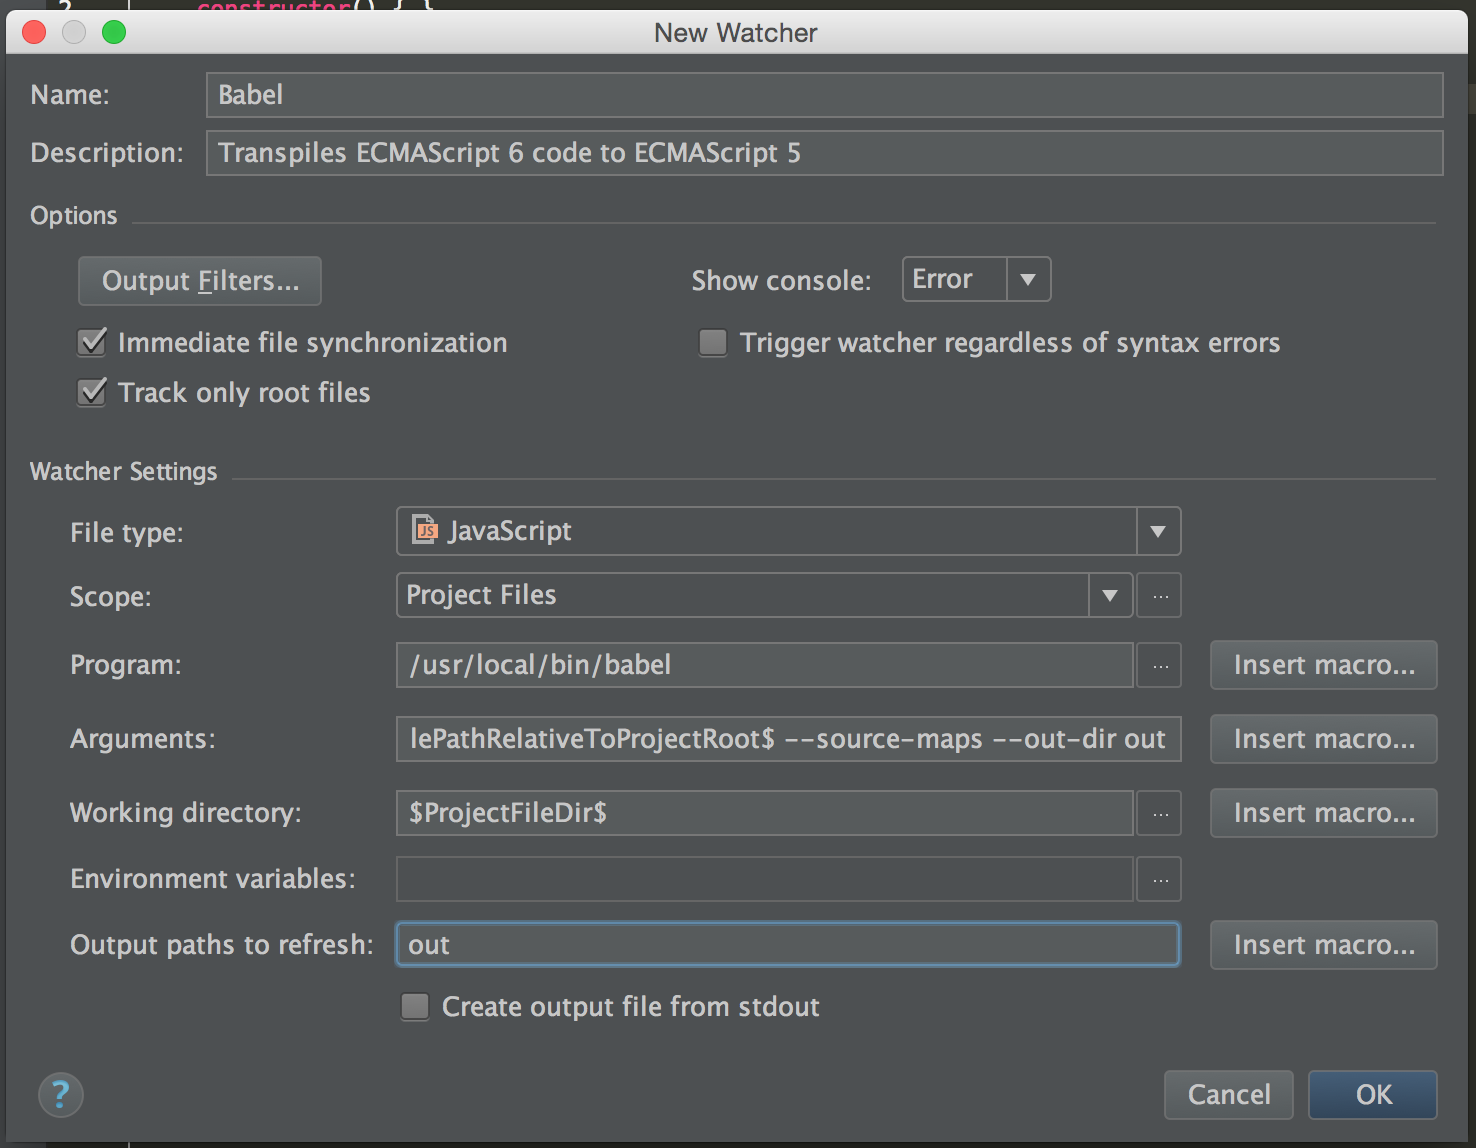 2 constructor() { {
New Watcher
Name: Babel
Description: Transpiles ECMAScript 6 code to ECMAScript 5
Options
Output Filters... Show console: Error
Immediate file synchronization Trigger watcher regardless of syntax errors
Track only root files
Watcher Settings
File type: JS JavaScript
Scope: Project Files ...
Program: /usr/local/bin/babel ... Insert macro...
Arguments: lePathRelativeToProjectRoot$ --source-maps --out-dir out Insert macro...
Working directory: $ProjectFileDir$ ... Insert macro...
Environment variables: ...
Output paths to refresh: out Insert macro...
Create output file from stdout
? Cancel OK